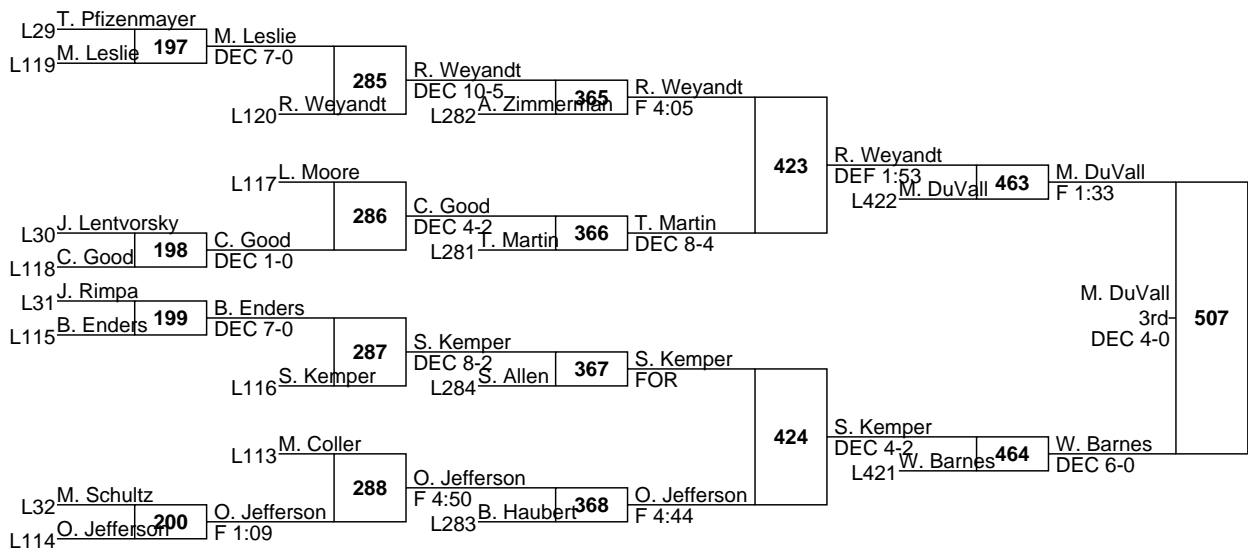 T. Pfizenmayer
L29
197
M. Leslie
M. Leslie
L119
DEC 7-0
285
R. Weyandt
DEC 10-5
R. Weyandt
L120
365
A. Zimmerman
L282
R. Weyandt
F 4:05
423
R. Weyandt
DEF 1:53
M. DuVall
L422
463
M. DuVall
F 1:33
L. Moore
L117
286
C. Good
DEC 4-2
J. Lentvorsky
L30
198
C. Good
L118
C. Good
DEC 1-0
366
T. Martin
L281
T. Martin
DEC 8-4
J. Rimpa
L31
199
B. Enders
L115
B. Enders
DEC 7-0
287
S. Kemper
L116
S. Kemper
DEC 8-2
367
S. Allen
L284
S. Kemper
FOR
M. DuVall
3rd
DEC 4-0
507
424
S. Kemper
DEC 4-2
W. Barnes
L421
464
W. Barnes
DEC 6-0
M. Coller
L113
288
O. Jefferson
F 4:50
M. Schultz
L32
200
O. Jefferson
L114
O. Jefferson
F 1:09
368
B. Haubert
L283
O. Jefferson
F 4:44